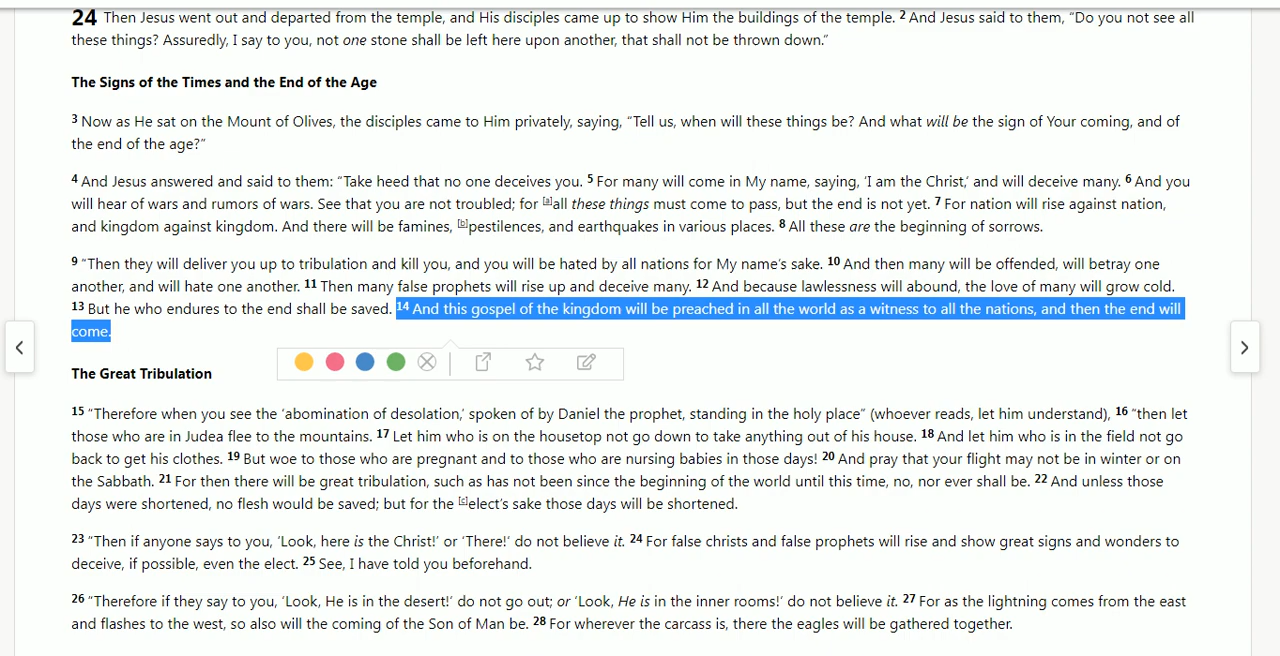 24 Then Jesus went out and departed from the temple, and His disciples came up to show Him the buildings of the temple. 2 And Jesus said to them, “Do you not see all
these things? Assuredly, I say to you, not one stone shall be left here upon another, that shall not be thrown down.”
The Signs of the Times and the End of the Age
3 Now as He sat on the Mount of Olives, the disciples came to Him privately, saying, “Tell us, when will these things be? And what will be the sign of Your coming, and of
the end of the age?”
4 And Jesus answered and said to them: “Take heed that no one deceives you. 5 For many will come in My name, saying, ‘I am the Christ,’ and will deceive many. 6 And you
will hear of wars and rumors of wars. See that you are not troubled; for [a]all these things must come to pass, but the end is not yet. 7 For nation will rise against nation,
and kingdom against kingdom. And there will be famines, [b]pestilences, and earthquakes in various places. 8 All these are the beginning of sorrows.
9 “Then they will deliver you up to tribulation and kill you, and you will be hated by all nations for My name’s sake. 10 And then many will be offended, will betray one
another, and will hate one another. 11 Then many false prophets will rise up and deceive many. 12 And because lawlessness will abound, the love of many will grow cold.
13 But he who endures to the end shall be saved. 14 And this gospel of the kingdom will be preached in all the world as a witness to all the nations, and then the end will
come.
The Great Tribulation
15 “Therefore when you see the ‘abomination of desolation,’ spoken of by Daniel the prophet, standing in the holy place” (whoever reads, let him understand), 16 “then let
those who are in Judea flee to the mountains. 17 Let him who is on the housetop not go down to take anything out of his house. 18 And let him who is in the field not go
back to get his clothes. 19 But woe to those who are pregnant and to those who are nursing babies in those days! 20 And pray that your flight may not be in winter or on
the Sabbath. 21 For then there will be great tribulation, such as has not been since the beginning of the world until this time, no, nor ever shall be. 22 And unless those
days were shortened, no flesh would be saved; but for the [c]elect’s sake those days will be shortened.
23 “Then if anyone says to you, ‘Look, here is the Christ!’ or ‘There!’ do not believe it. 24 For false christs and false prophets will rise and show great signs and wonders to
deceive, if possible, even the elect. 25 See, I have told you beforehand.
26 “Therefore if they say to you, ‘Look, He is in the desert!’ do not go out; or ‘Look, He is in the inner rooms!’ do not believe it. 27 For as the lightning comes from the east
and flashes to the west, so also will the coming of the Son of Man be. 28 For wherever the carcass is, there the eagles will be gathered together.